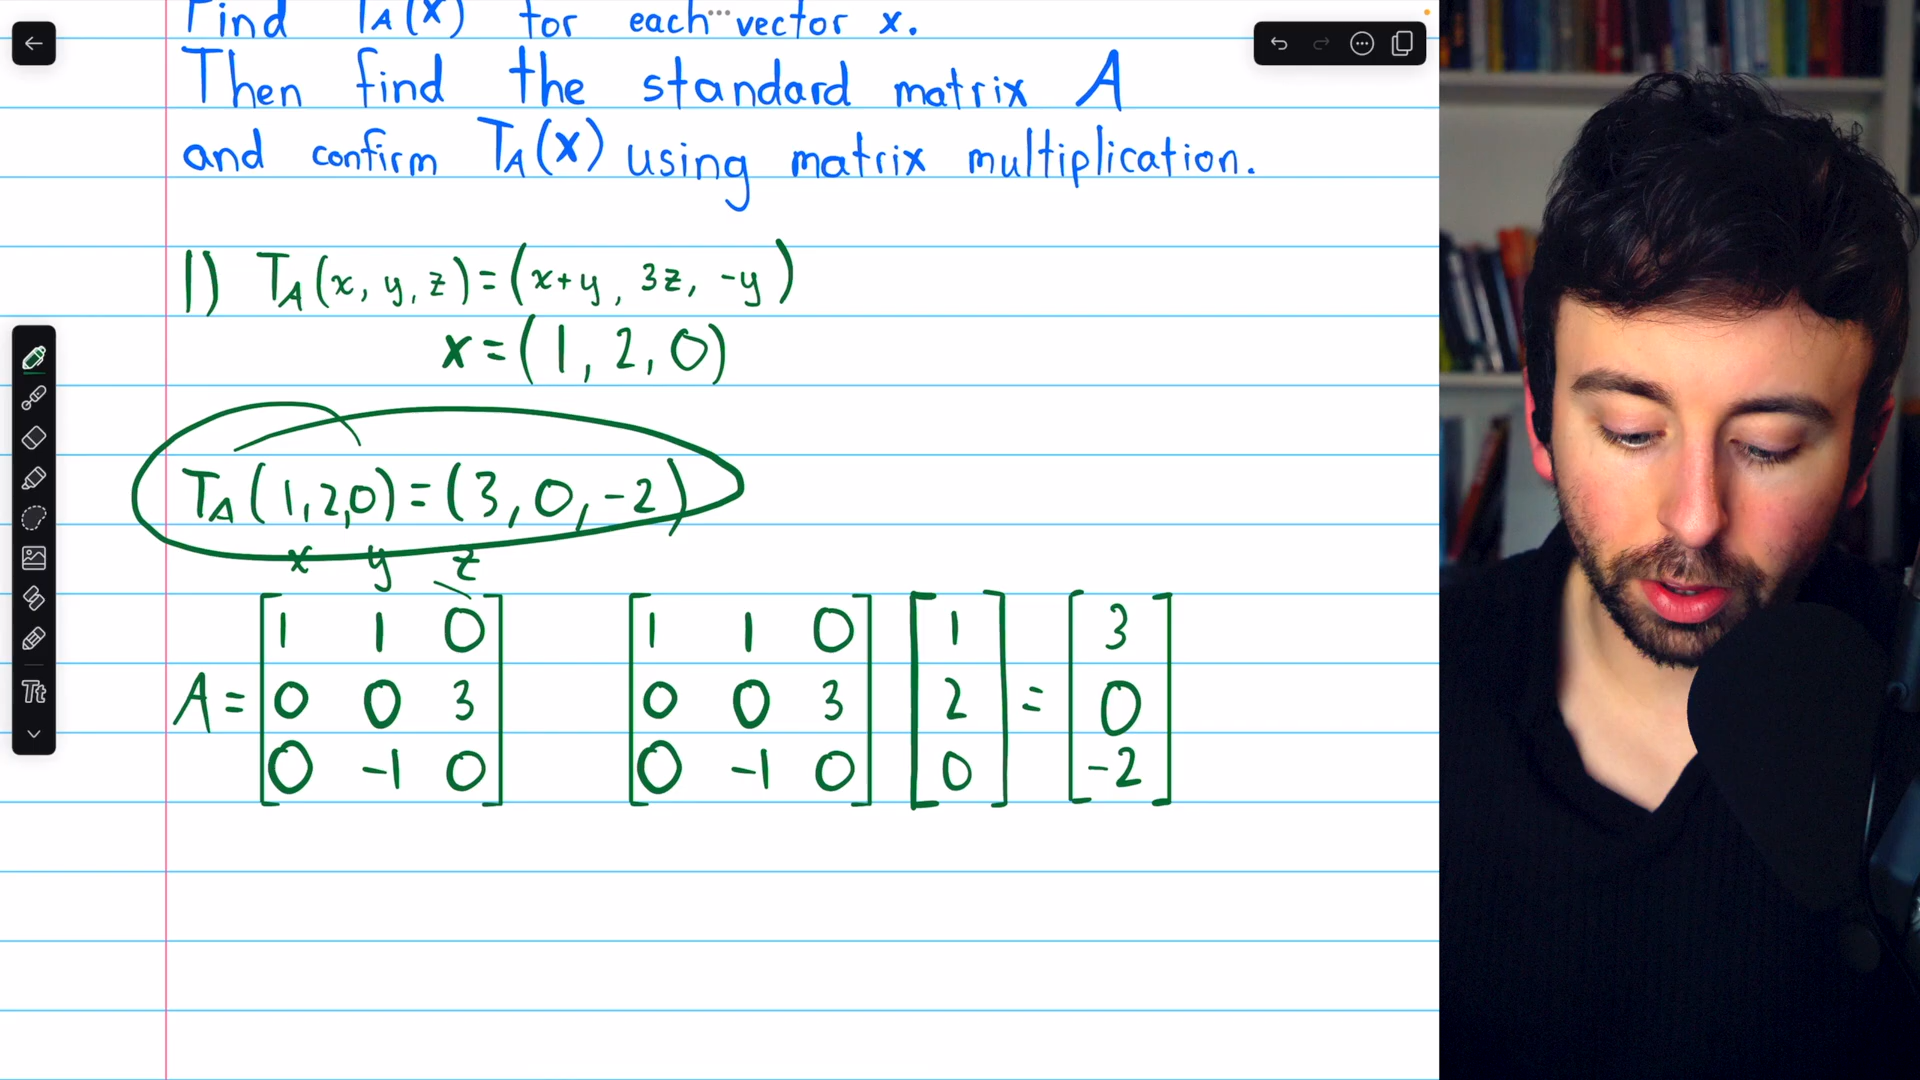 Find TA(x) for each vector x.
Then find the standard matrix A
and confirm TA(x) using matrix multiplication.
1) TA(x, y, z) = (x+y, 3z, -y)
x = (1, 2, 0)
TA(1,2,0) = (3, 0, -2)
x y z
1 1 0 1 1 0 1 3
A = 0 0 3 0 0 3 2 = 0
0 -1 0 0 -1 0 0 -2
Tt